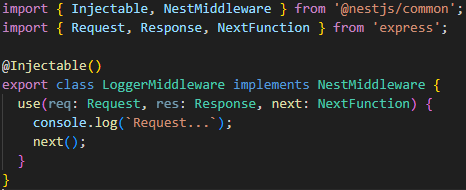 import { Injectable, NestMiddleware } from '@nestjs/common';
import { Request, Response, NextFunction } from 'express';

@Injectable()
export class LoggerMiddleware implements NestMiddleware {
  use(req: Request, res: Response, next: NextFunction) {
    console.log(`Request...`);
    next();
  }
}